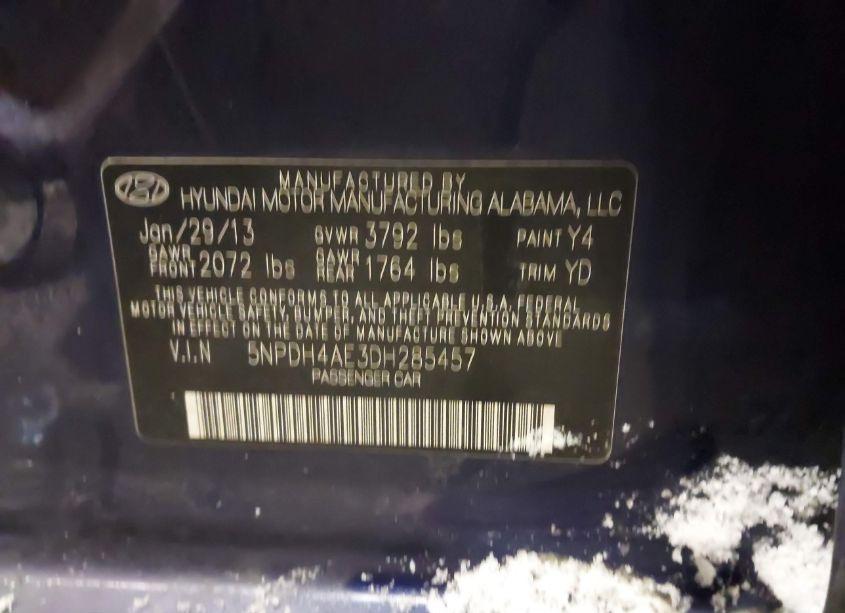 MANUFACTURED BY
HYUNDAI MOTOR MANUFACTURING ALABAMA, LLC
Jan/29/13 GVWR 3792 lbs PAINT Y4
GAWR FRONT 2072 lbs GAWR REAR 1764 lbs TRIM YD
THIS VEHICLE CONFORMS TO ALL APPLICABLE U.S.A. FEDERAL
MOTOR VEHICLE SAFETY, BUMPER, AND THEFT PREVENTION STANDARDS
IN EFFECT ON THE DATE OF MANUFACTURE SHOWN ABOVE.
V.I.N 5NPDH4AE3DH285457
PASSENGER CAR